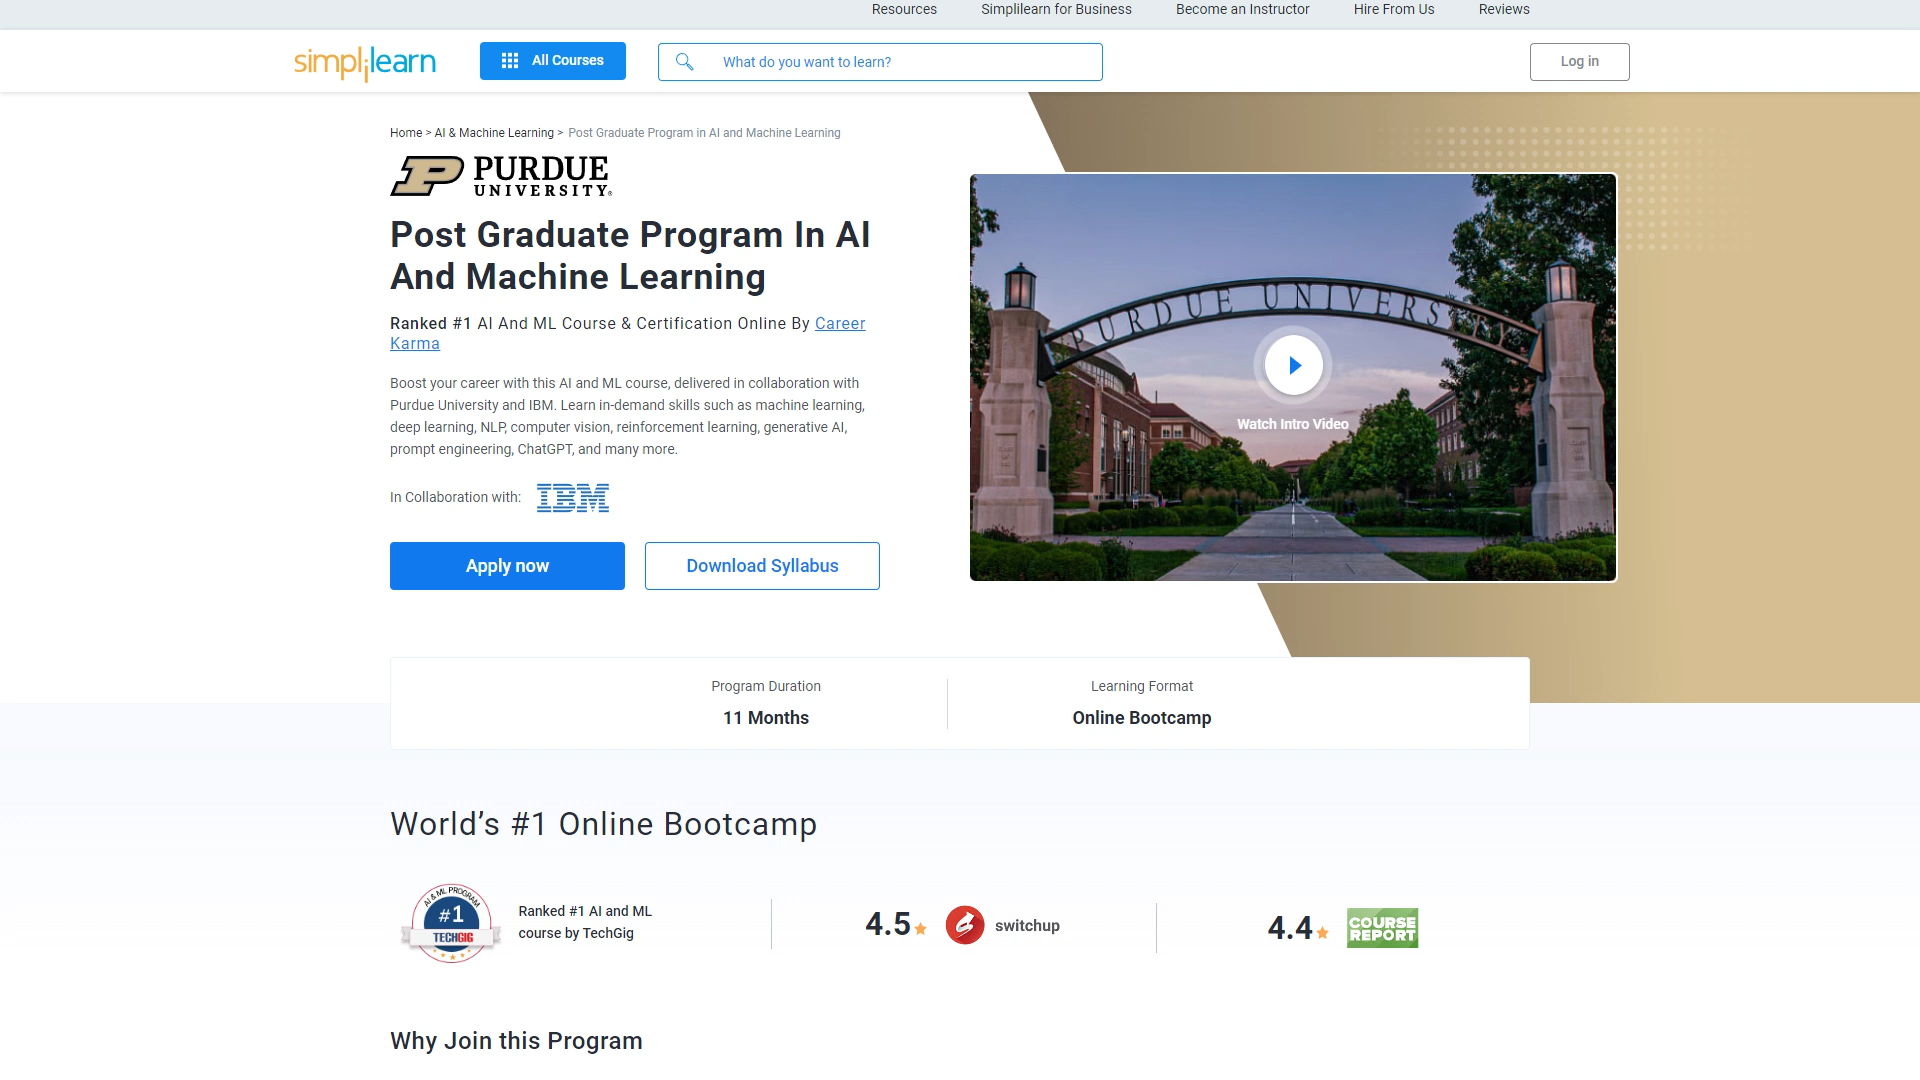 Resources Simplilearn for Business Become an Instructor Hire From Us Reviews
simplilearn All Courses What do you want to learn? Log in
Home > AI & Machine Learning > Post Graduate Program in AI and Machine Learning
PURDUE
UNIVERSITY®
Post Graduate Program In AI
And Machine Learning
Ranked #1 AI And ML Course & Certification Online By Career
Karma
Boost your career with this AI and ML course, delivered in collaboration with
Purdue University and IBM. Learn in-demand skills such as machine learning,
deep learning, NLP, computer vision, reinforcement learning, generative AI,
prompt engineering, ChatGPT, and many more.
In Collaboration with: IBM
Apply now Download Syllabus
PURDUE UNIVERSITY
Watch Intro Video
Program Duration
11 Months
Learning Format
Online Bootcamp
World’s #1 Online Bootcamp
AI & ML PROGRAM
#1
TECHGIG
Ranked #1 AI and ML
course by TechGig
4.5 switchup
4.4 COURSE
REPORT
Why Join this Program